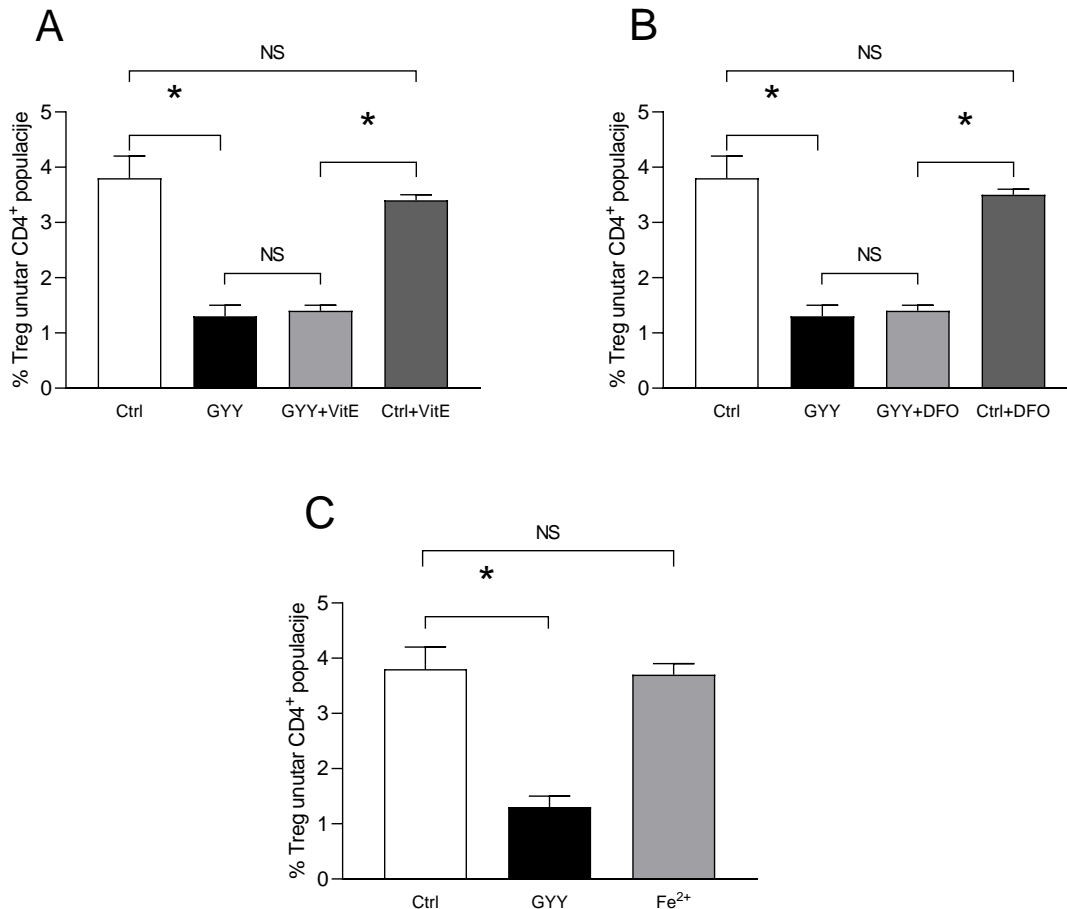 A
NS
*
*
NS
% Treg unutar CD4⁺ populacije
5
4
3
2
1
0
Ctrl GYY GYY+VitE Ctrl+VitE
B
NS
*
*
NS
% Treg unutar CD4⁺ populacije
5
4
3
2
1
0
Ctrl GYY GYY+DFO Ctrl+DFO
C
NS
*
% Treg unutar CD4⁺ populacije
5
4
3
2
1
0
Ctrl GYY Fe²⁺